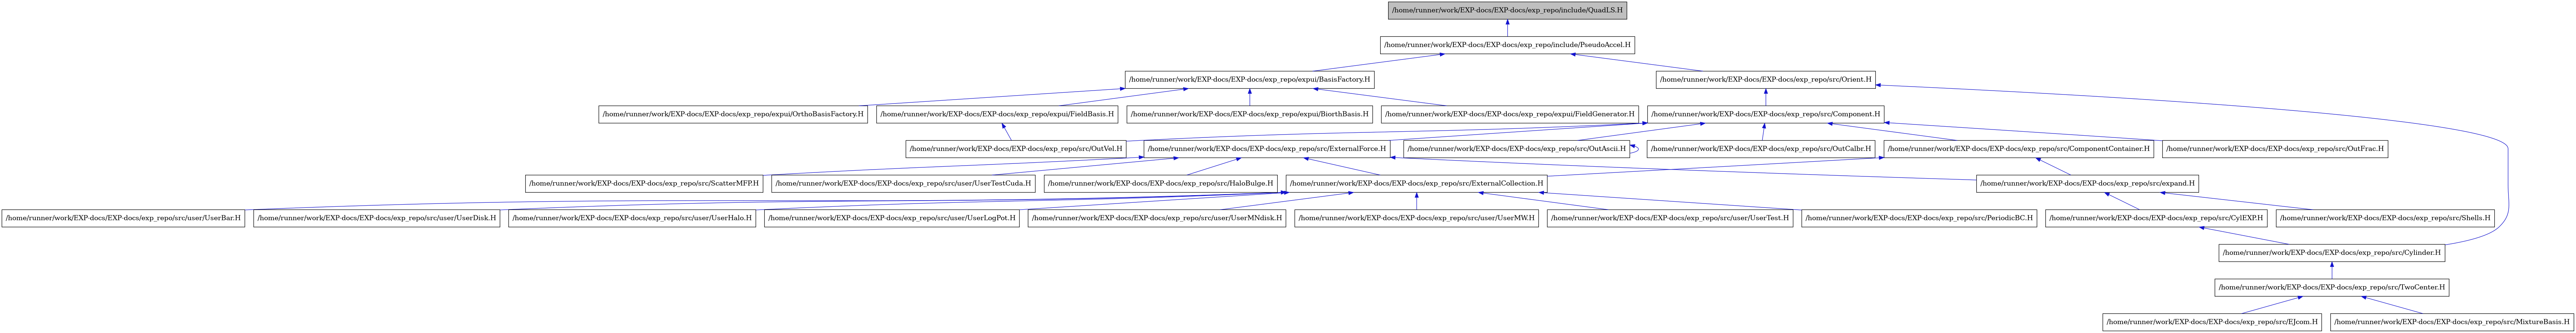 /home/runner/work/EXP-docs/EXP-docs/exp_repo/include/QuadLS.H
/home/runner/work/EXP-docs/EXP-docs/exp_repo/include/PseudoAccel.H
/home/runner/work/EXP-docs/EXP-docs/exp_repo/expui/BasisFactory.H
/home/runner/work/EXP-docs/EXP-docs/exp_repo/src/Orient.H
/home/runner/work/EXP-docs/EXP-docs/exp_repo/expui/OrthoBasisFactory.H
/home/runner/work/EXP-docs/EXP-docs/exp_repo/expui/FieldBasis.H
/home/runner/work/EXP-docs/EXP-docs/exp_repo/expui/BiorthBasis.H
/home/runner/work/EXP-docs/EXP-docs/exp_repo/expui/FieldGenerator.H
/home/runner/work/EXP-docs/EXP-docs/exp_repo/src/Component.H
/home/runner/work/EXP-docs/EXP-docs/exp_repo/src/OutVel.H
/home/runner/work/EXP-docs/EXP-docs/exp_repo/src/ExternalForce.H
/home/runner/work/EXP-docs/EXP-docs/exp_repo/src/OutAscii.H
/home/runner/work/EXP-docs/EXP-docs/exp_repo/src/OutCalbr.H
/home/runner/work/EXP-docs/EXP-docs/exp_repo/src/ComponentContainer.H
/home/runner/work/EXP-docs/EXP-docs/exp_repo/src/OutFrac.H
/home/runner/work/EXP-docs/EXP-docs/exp_repo/src/ScatterMFP.H
/home/runner/work/EXP-docs/EXP-docs/exp_repo/src/user/UserTestCuda.H
/home/runner/work/EXP-docs/EXP-docs/exp_repo/src/HaloBulge.H
/home/runner/work/EXP-docs/EXP-docs/exp_repo/src/ExternalCollection.H
/home/runner/work/EXP-docs/EXP-docs/exp_repo/src/expand.H
/home/runner/work/EXP-docs/EXP-docs/exp_repo/src/user/UserBar.H
/home/runner/work/EXP-docs/EXP-docs/exp_repo/src/user/UserDisk.H
/home/runner/work/EXP-docs/EXP-docs/exp_repo/src/user/UserHalo.H
/home/runner/work/EXP-docs/EXP-docs/exp_repo/src/user/UserLogPot.H
/home/runner/work/EXP-docs/EXP-docs/exp_repo/src/user/UserMNdisk.H
/home/runner/work/EXP-docs/EXP-docs/exp_repo/src/user/UserMW.H
/home/runner/work/EXP-docs/EXP-docs/exp_repo/src/user/UserTest.H
/home/runner/work/EXP-docs/EXP-docs/exp_repo/src/PeriodicBC.H
/home/runner/work/EXP-docs/EXP-docs/exp_repo/src/CylEXP.H
/home/runner/work/EXP-docs/EXP-docs/exp_repo/src/Shells.H
/home/runner/work/EXP-docs/EXP-docs/exp_repo/src/Cylinder.H
/home/runner/work/EXP-docs/EXP-docs/exp_repo/src/TwoCenter.H
/home/runner/work/EXP-docs/EXP-docs/exp_repo/src/EJcom.H
/home/runner/work/EXP-docs/EXP-docs/exp_repo/src/MixtureBasis.H